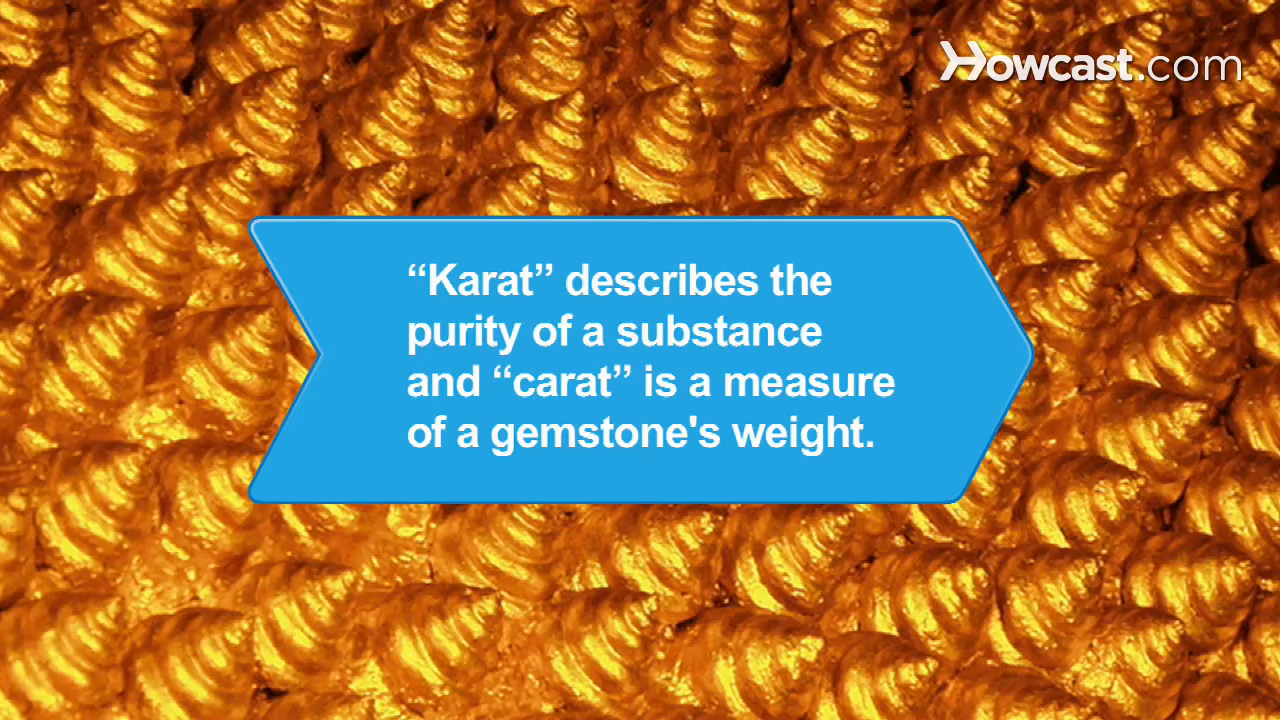 Howcast.com
“Karat” describes the
purity of a substance
and “carat” is a measure
of a gemstone's weight.